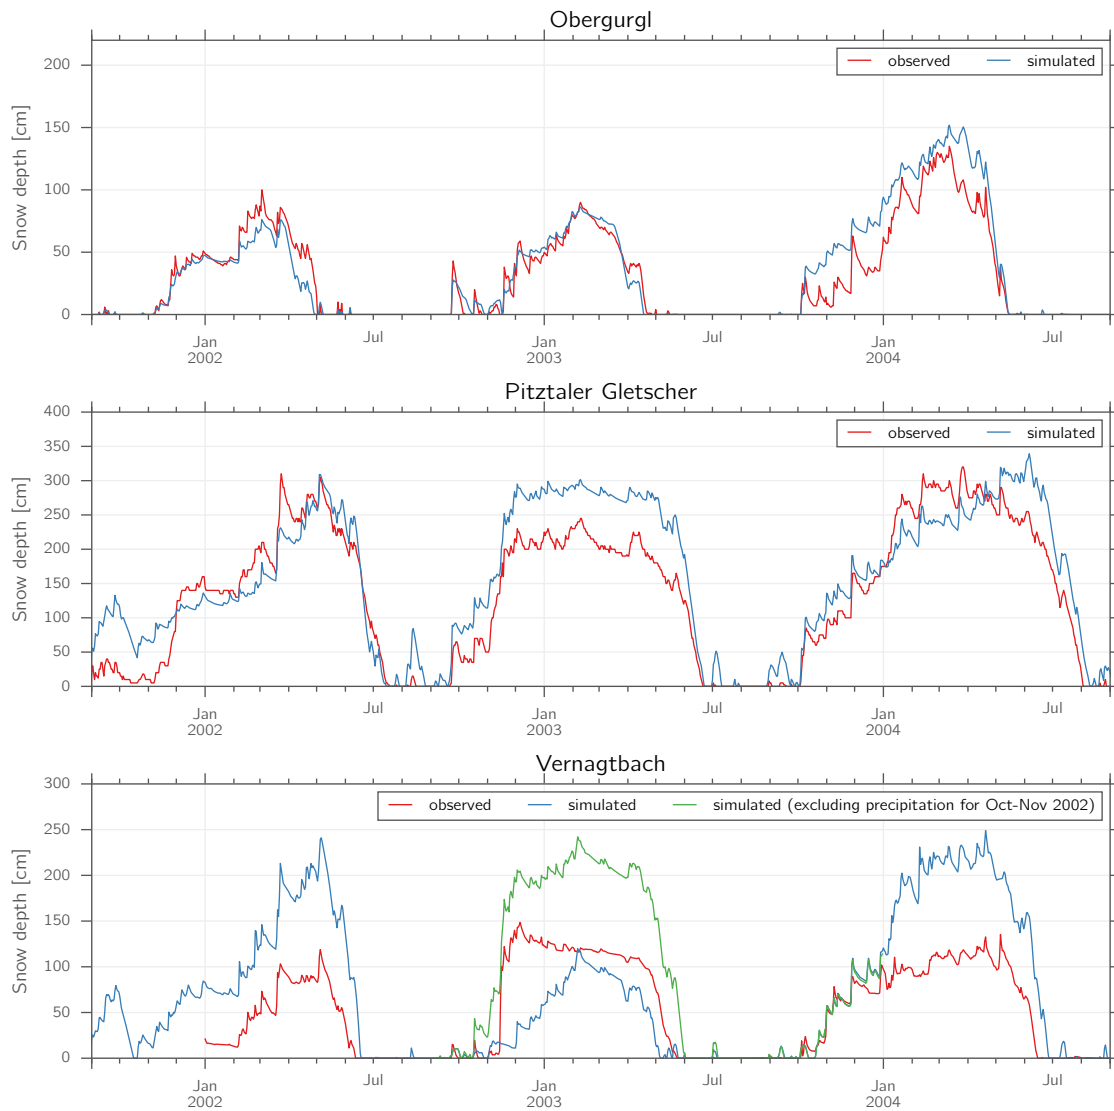 Obergurgl
observed simulated
Snow depth [cm]
200
150
100
50
0
Jan Jul Jan Jul Jan Jul
2002 2003 2004
Pitztaler Gletscher
observed simulated
Snow depth [cm]
400
350
300
250
200
150
100
50
0
Jan Jul Jan Jul Jan Jul
2002 2003 2004
Vernagtbach
observed simulated simulated (excluding precipitation for Oct-Nov 2002)
Snow depth [cm]
300
250
200
150
100
50
0
Jan Jul Jan Jul Jan Jul
2002 2003 2004